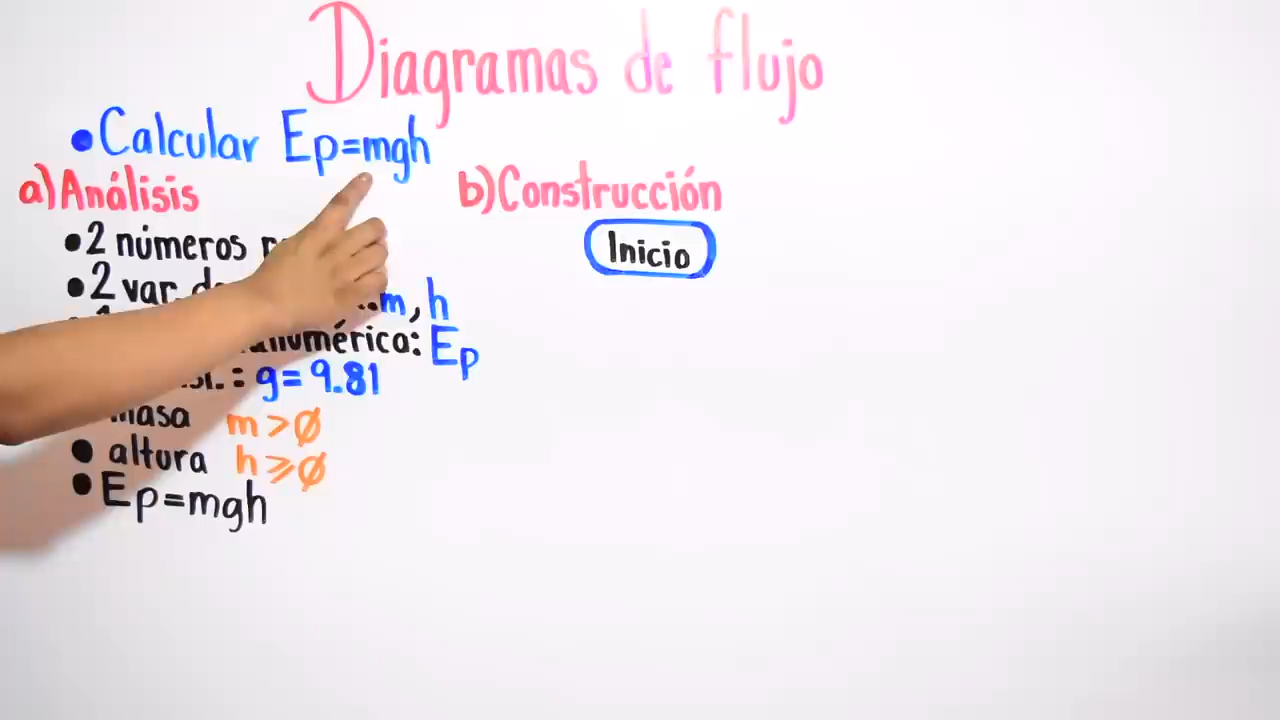 Diagramas de flujo
• Calcular Ep=mgh
a) Análisis
• 2 números
• 2 var.
m, h
Ep
: g= 9.81
masa m > Ø
• altura h ⩾ Ø
• Ep=mgh
b) Construcción
Inicio